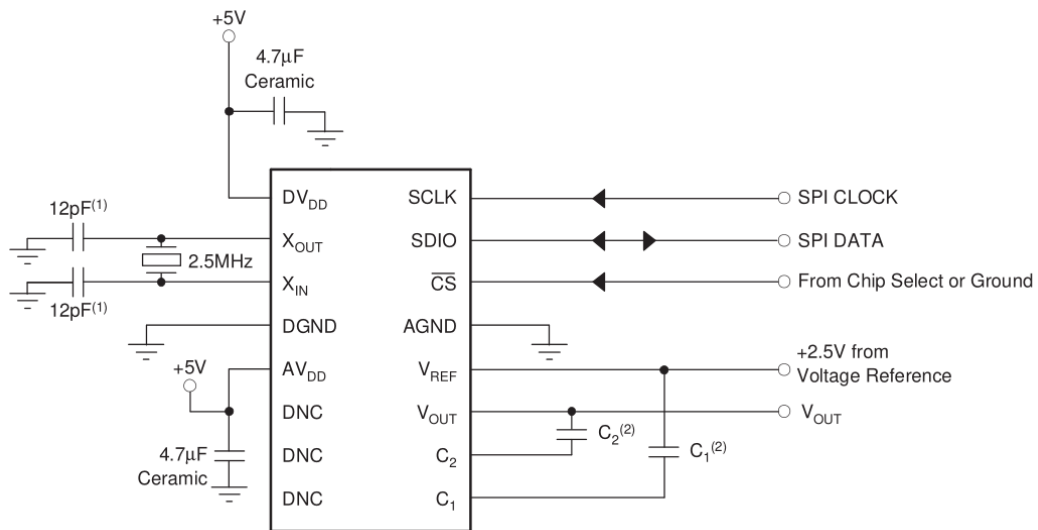 +5V
4.7μF
Ceramic
DV_DD
SCLK
SPI CLOCK
12pF(1)
X_OUT
SDIO
SPI DATA
2.5MHz
X_IN
C̅S̅
From Chip Select or Ground
12pF(1)
DGND
AGND
+5V
AV_DD
V_REF
+2.5V from
Voltage Reference
DNC
V_OUT
V_OUT
C_2(2)
C_1(2)
4.7μF
Ceramic
DNC
C_2
DNC
C_1